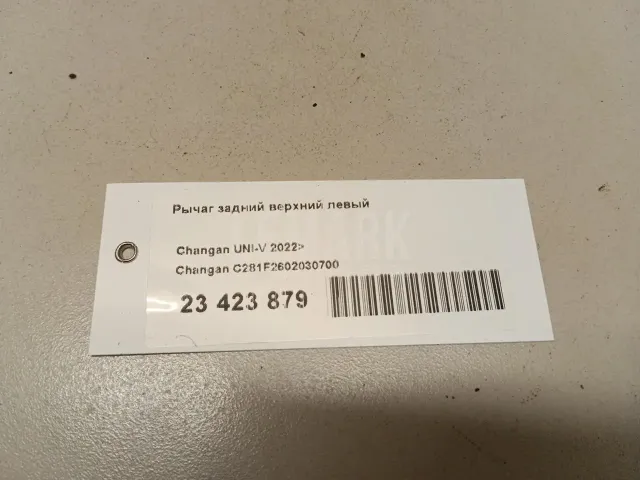 Рычаг задний верхний левый
Changan UNI-V 2022>
Changan C281F2602030700
23 423 879